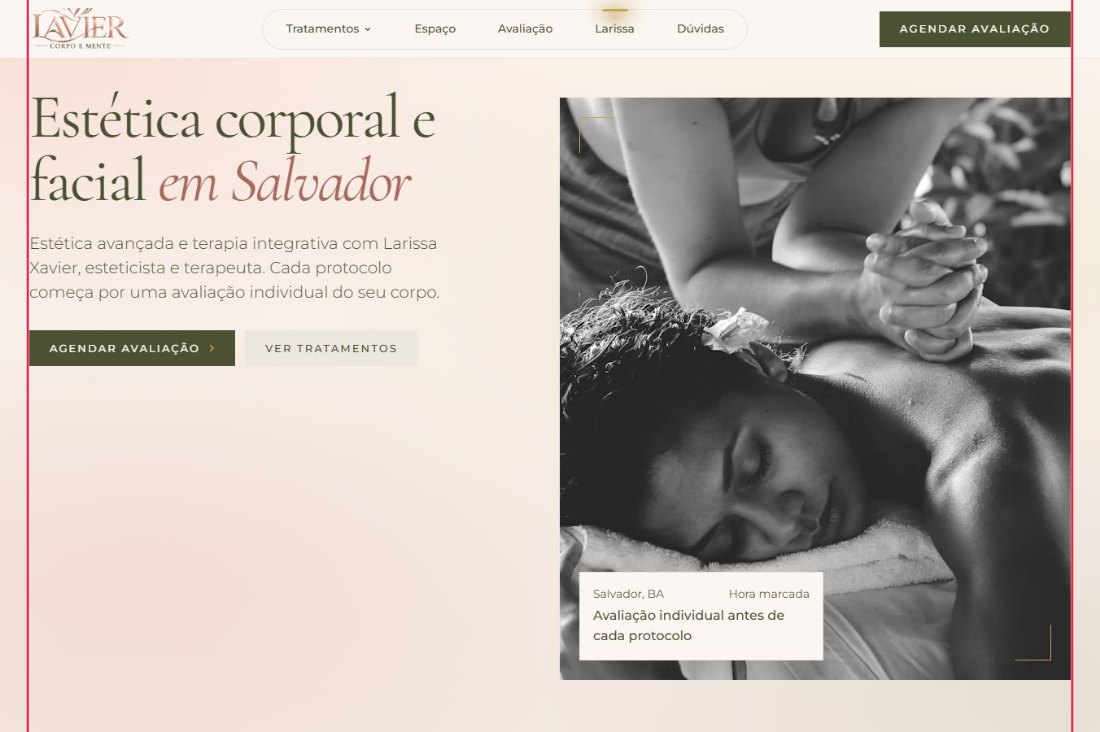 LAVIER
CORPO E MENTE
Tratamentos
Espaço
Avaliação
Larissa
Dúvidas
AGENDAR AVALIAÇÃO
Estética corporal e
facial em Salvador
Estética avançada e terapia integrativa com Larissa
Xavier, esteticista e terapeuta. Cada protocolo
começa por uma avaliação individual do seu corpo.
AGENDAR AVALIAÇÃO
VER TRATAMENTOS
Salvador, BA
Hora marcada
Avaliação individual antes de
cada protocolo